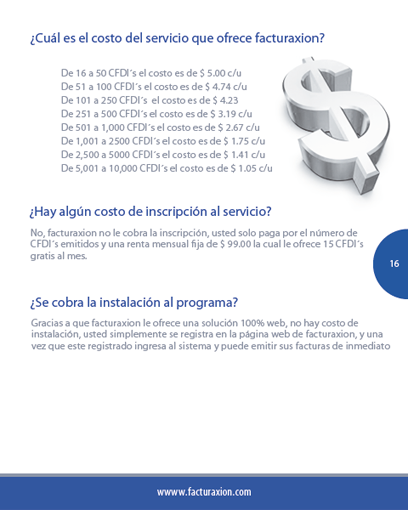 ¿Cuál es el costo del servicio que ofrece facturaxion?
De 16 a 50 CFDI´s el costo es de $ 5.00 c/u
De 51 a 100 CFDI´s el costo es de $ 4.74 c/u
De 101 a 250 CFDI´s  el costo es de $ 4.23
De 251 a 500 CFDI´s el costo es de $ 3.19 c/u
De 501 a 1,000 CFDI´s el costo es de $ 2.67 c/u
De 1,001 a 2500 CFDI´s el costo es de $ 1.75 c/u
De 2,500 a 5000 CFDI´s el costo es de $ 1.41 c/u
De 5,001 a 10,000 CFDI´s el costo es de $ 1.05 c/u
¿Hay algún costo de inscripción al servicio?
No, facturaxion no le cobra la inscripción, usted solo paga por el número de
CFDI´s emitidos y una renta mensual fija de $ 99.00 la cual le ofrece 15 CFDI´s
gratis al mes.
16
¿Se cobra la instalación al programa?
Gracias a que facturaxion le ofrece una solución 100% web, no hay costo de
instalación, usted simplemente se registra en la página web de facturaxion, y una
vez que este registrado ingresa al sistema y puede emitir sus facturas de inmediato
wwww.facturaxion.com